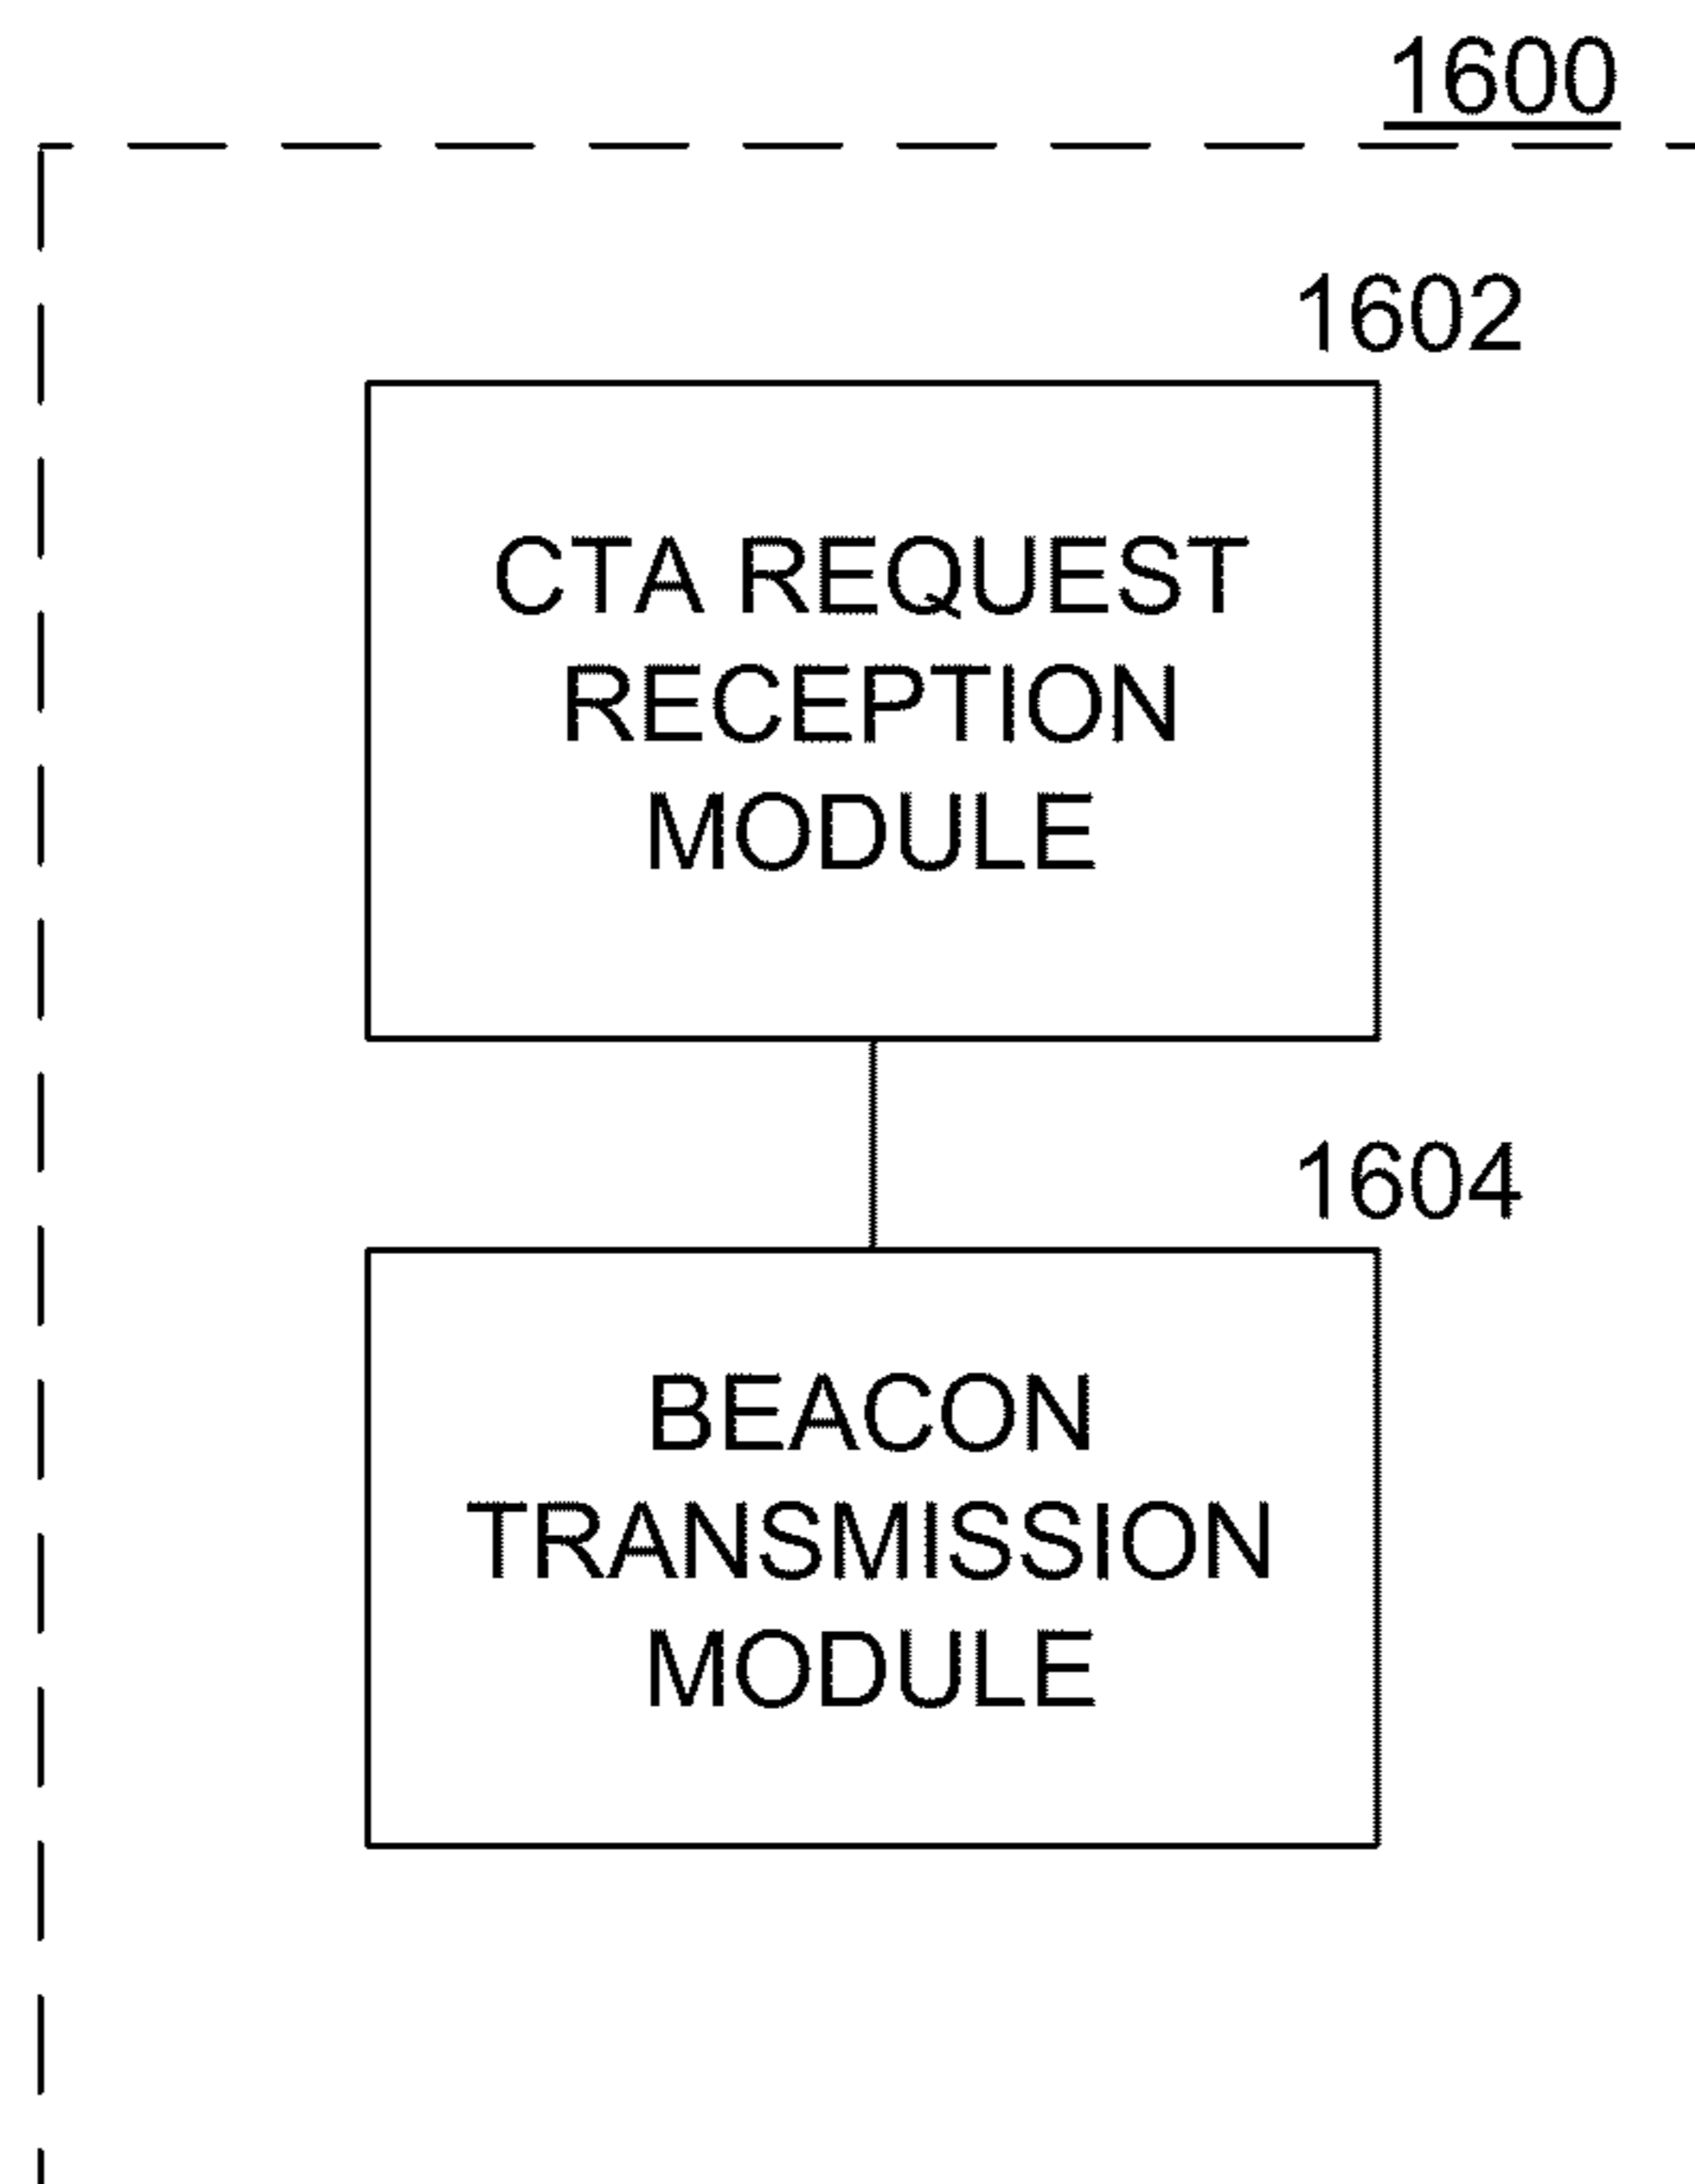 1600
1602
CTA REQUEST
RECEPTION
MODULE
1604
BEACON
TRANSMISSION
MODULE